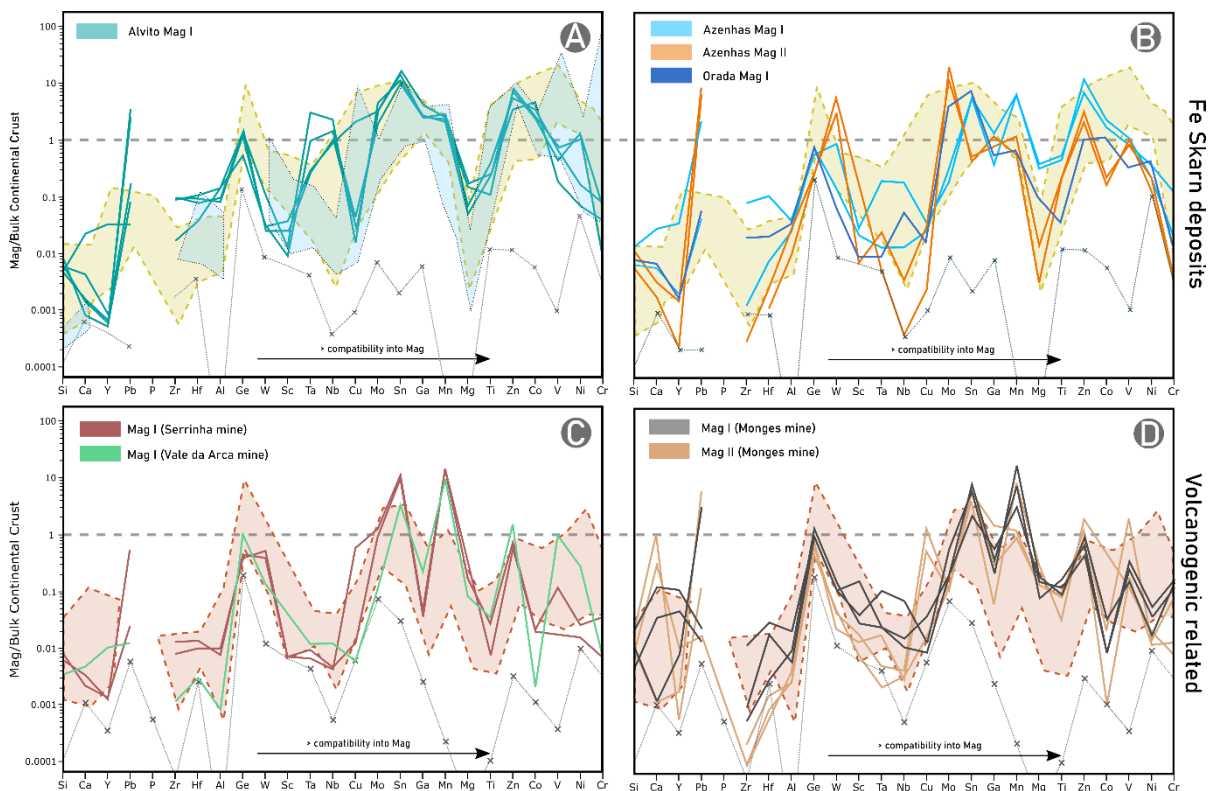 Alvito Mag I
A
100
10
1
0.1
0.01
0.001
0.0001
Mag/Bulk Continental Crust
> compatibility into Mag
Si Ca Y Pb P Zr Hf Al Ge W Sc Ta Nb Cu Mo Sn Ga Mn Mg Ti Zn Co V Ni Cr
Azenhas Mag I
Azenhas Mag II
Orada Mag I
B
> compatibility into Mag
Si Ca Y Pb P Zr Hf Al Ge W Sc Ta Nb Cu Mo Sn Ga Mn Mg Ti Zn Co V Ni Cr
Fe Skarn deposits
Mag I (Serrinha mine)
Mag I (Vale da Arca mine)
C
100
10
1
0.1
0.01
0.001
0.0001
Mag/Bulk Continental Crust
> compatibility into Mag
Si Ca Y Pb P Zr Hf Al Ge W Sc Ta Nb Cu Mo Sn Ga Mn Mg Ti Zn Co V Ni Cr
Mag I (Monges mine)
Mag II (Monges mine)
D
> compatibility into Mag
Si Ca Y Pb P Zr Hf Al Ge W Sc Ta Nb Cu Mo Sn Ga Mn Mg Ti Zn Co V Ni Cr
Volcanogenic related